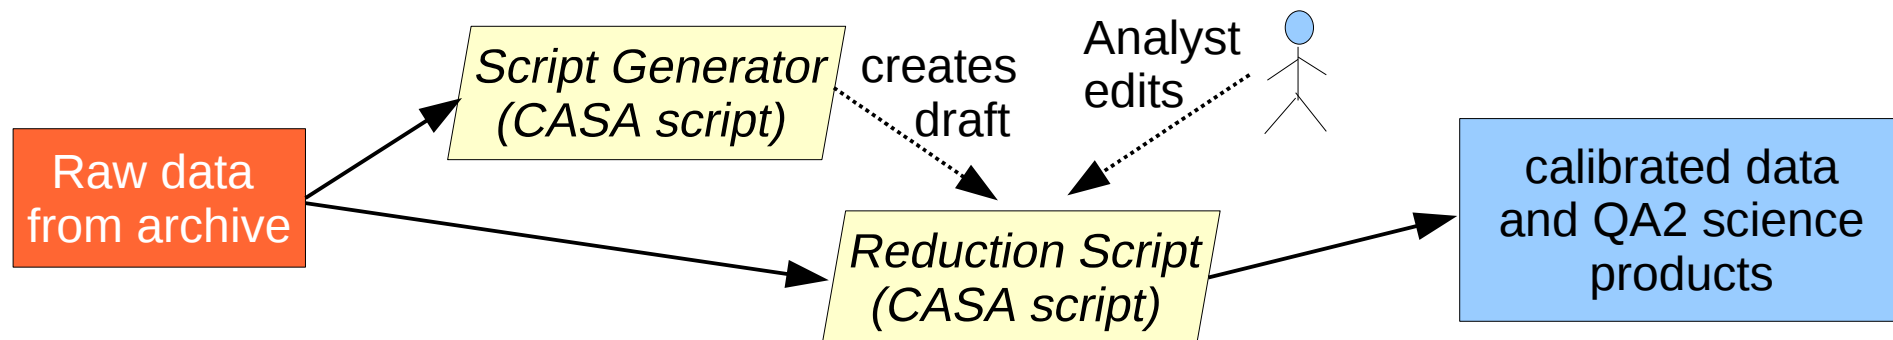 Raw data
from archive
Script Generator
(CASA script)
creates
draft
Analyst
edits
Reduction Script
(CASA script)
calibrated data
and QA2 science
products